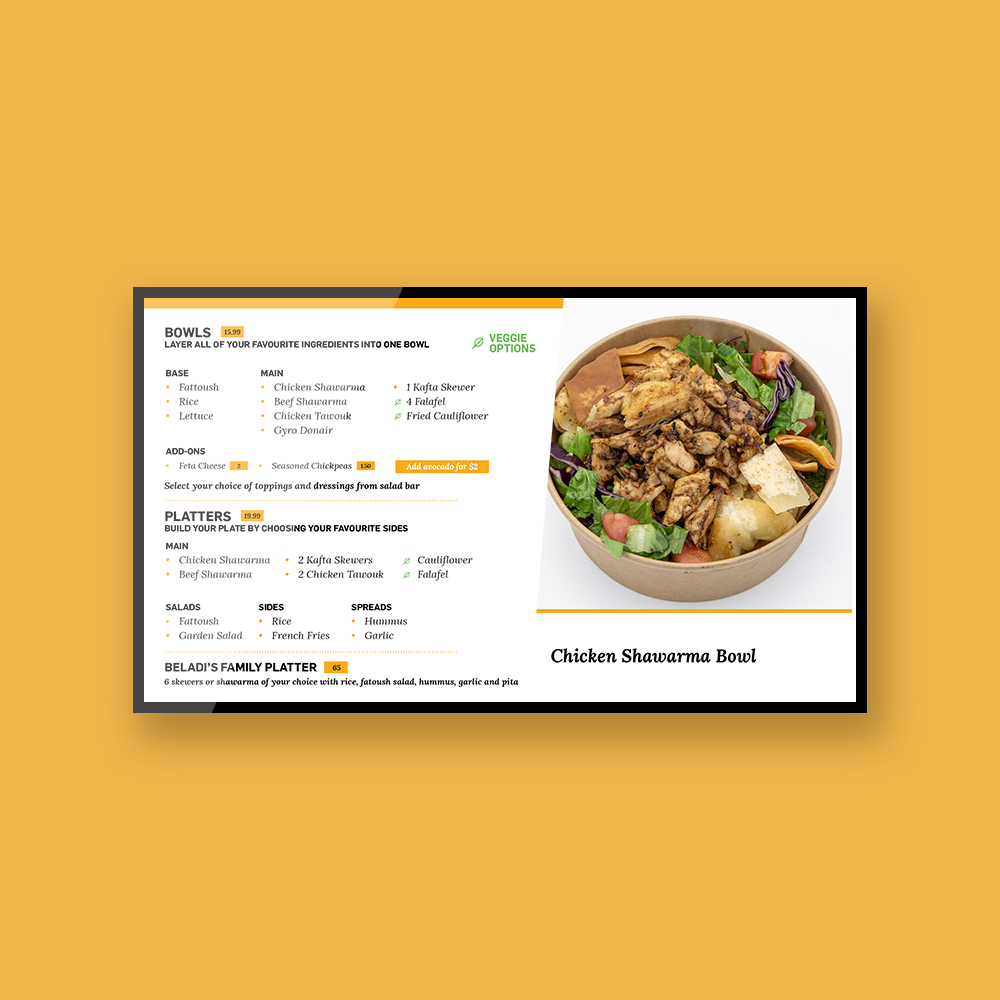 BOWLS 15.99
LAYER ALL OF YOUR FAVOURITE INGREDIENTS INTO ONE BOWL
VEGGIE
OPTIONS
BASE
Fattoush
Rice
Lettuce
MAIN
Chicken Shawarma
Beef Shawarma
Chicken Tawouk
Gyro Donair
1 Kafta Skewer
4 Falafel
Fried Cauliflower
ADD-ONS
Feta Cheese 2
Seasoned Chickpeas 1.50
Add avocado for $2
Select your choice of toppings and dressings from salad bar
PLATTERS 19.99
BUILD YOUR PLATE BY CHOOSING YOUR FAVOURITE SIDES
MAIN
Chicken Shawarma
Beef Shawarma
2 Kafta Skewers
2 Chicken Tawouk
Cauliflower
Falafel
SALADS
Fattoush
Garden Salad
SIDES
Rice
French Fries
SPREADS
Hummus
Garlic
BELADI'S FAMILY PLATTER 65
6 skewers or shawarma of your choice with rice, fatoush salad, hummus, garlic and pita
Chicken Shawarma Bowl